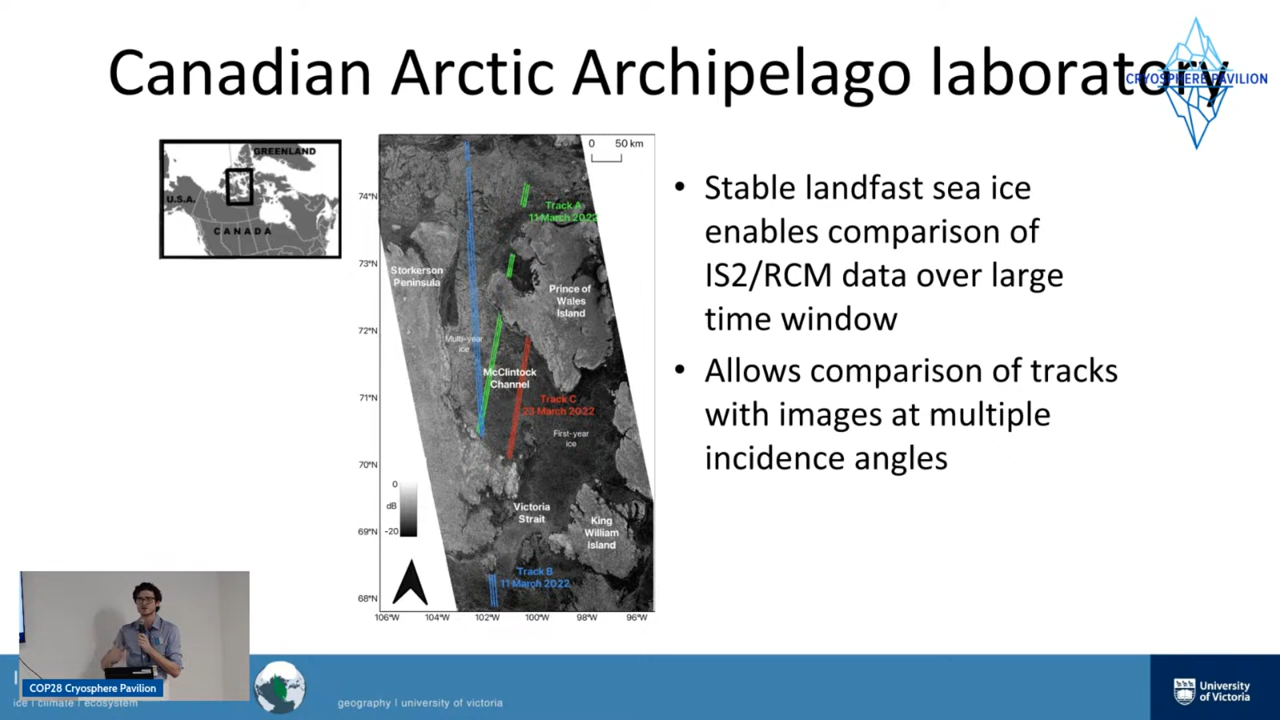 Canadian Arctic Archipelago laboratory
CRYOSPHERE PAVILION
GREENLAND
U.S.A.
CANADA
0 50 km
74°N
73°N
72°N
71°N
70°N
69°N
68°N
106°W 104°W 102°W 100°W 98°W 96°W
Track A
11 March 2022
Storkerson
Peninsula
Prince of
Wales
Island
Multi-year
ice
McClintock
Channel
Track C
23 March 2022
First-year
ice
0
dB
-20
Victoria
Strait
King
William
island
Track B
11 March 2022
• Stable landfast sea ice
enables comparison of
IS2/RCM data over large
time window
• Allows comparison of tracks
with images at multiple
incidence angles
COP28 Cryosphere Pavilion
ice | climate | ecosystem
geography | university of victoria
University
of Victoria